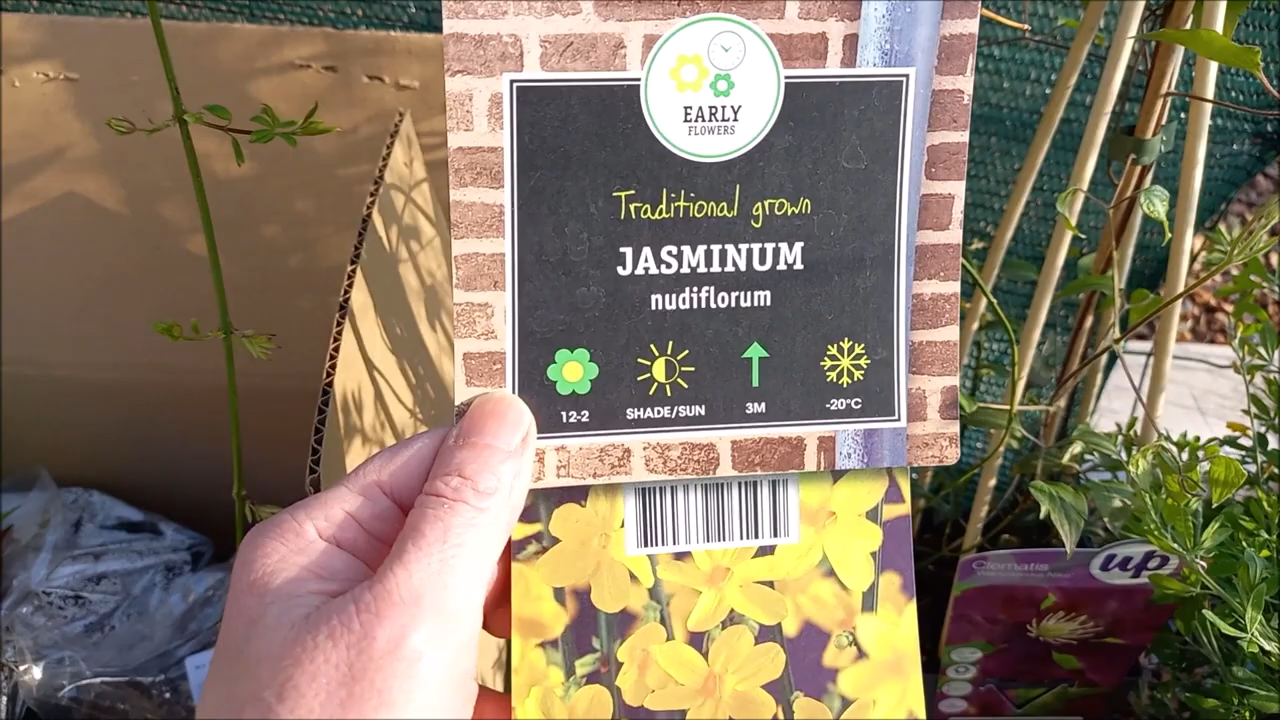 EARLY
FLOWERS
Traditional grown
JASMINUM
nudiflorum
12-2
SHADE/SUN
3M
-20°C
Clematis
up